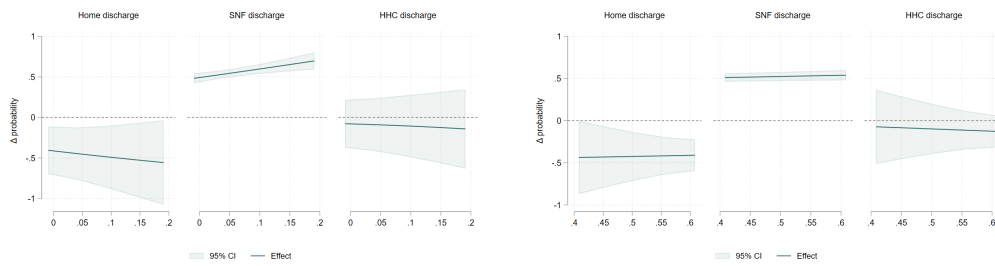 Home discharge SNF discharge HHC discharge
1
.5
0
-.5
-1
Δ probability
0 .05 .1 .15 .2 0 .05 .1 .15 .2 0 .05 .1 .15 .2
95% CI Effect
Home discharge SNF discharge HHC discharge
1
.5
0
-.5
-1
Δ probability
.4 .45 .5 .55 .6 .4 .45 .5 .55 .6 .4 .45 .5 .55 .6
95% CI Effect